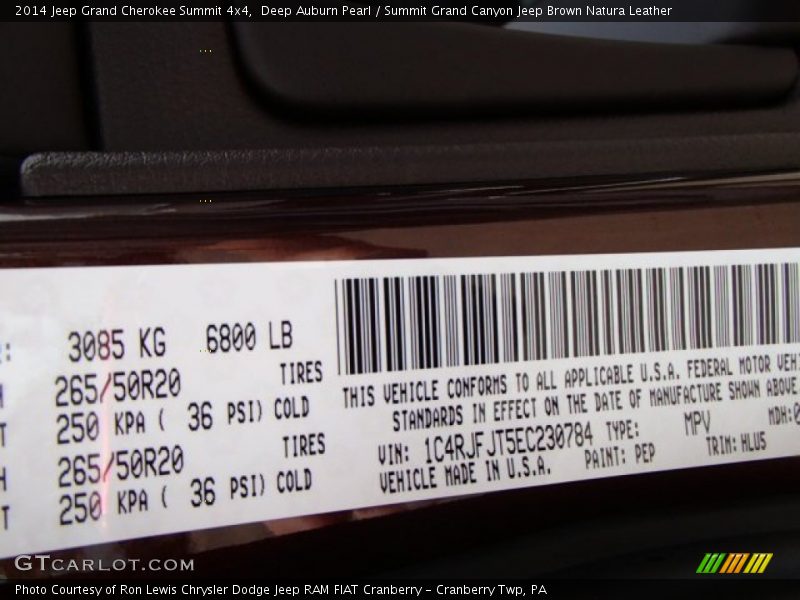 2014 Jeep Grand Cherokee Summit 4x4,  Deep Auburn Pearl / Summit Grand Canyon Jeep Brown Natura Leather
3085 KG 6800 LB
265/50R20 TIRES
250 KPA ( 36 PSI) COLD
265/50R20 TIRES
250 KPA ( 36 PSI) COLD
THIS VEHICLE CONFORMS TO ALL APPLICABLE U.S.A. FEDERAL MOTOR VEHI
STANDARDS IN EFFECT ON THE DATE OF MANUFACTURE SHOWN ABOVE
VIN: 1C4RJFJT5EC230784 TYPE: MPV MDH:0
VEHICLE MADE IN U.S.A. PAINT: PEP TRIM: HLU5
GTCARLOT.COM
Photo Courtesy of Ron Lewis Chrysler Dodge Jeep RAM FIAT Cranberry – Cranberry Twp, PA